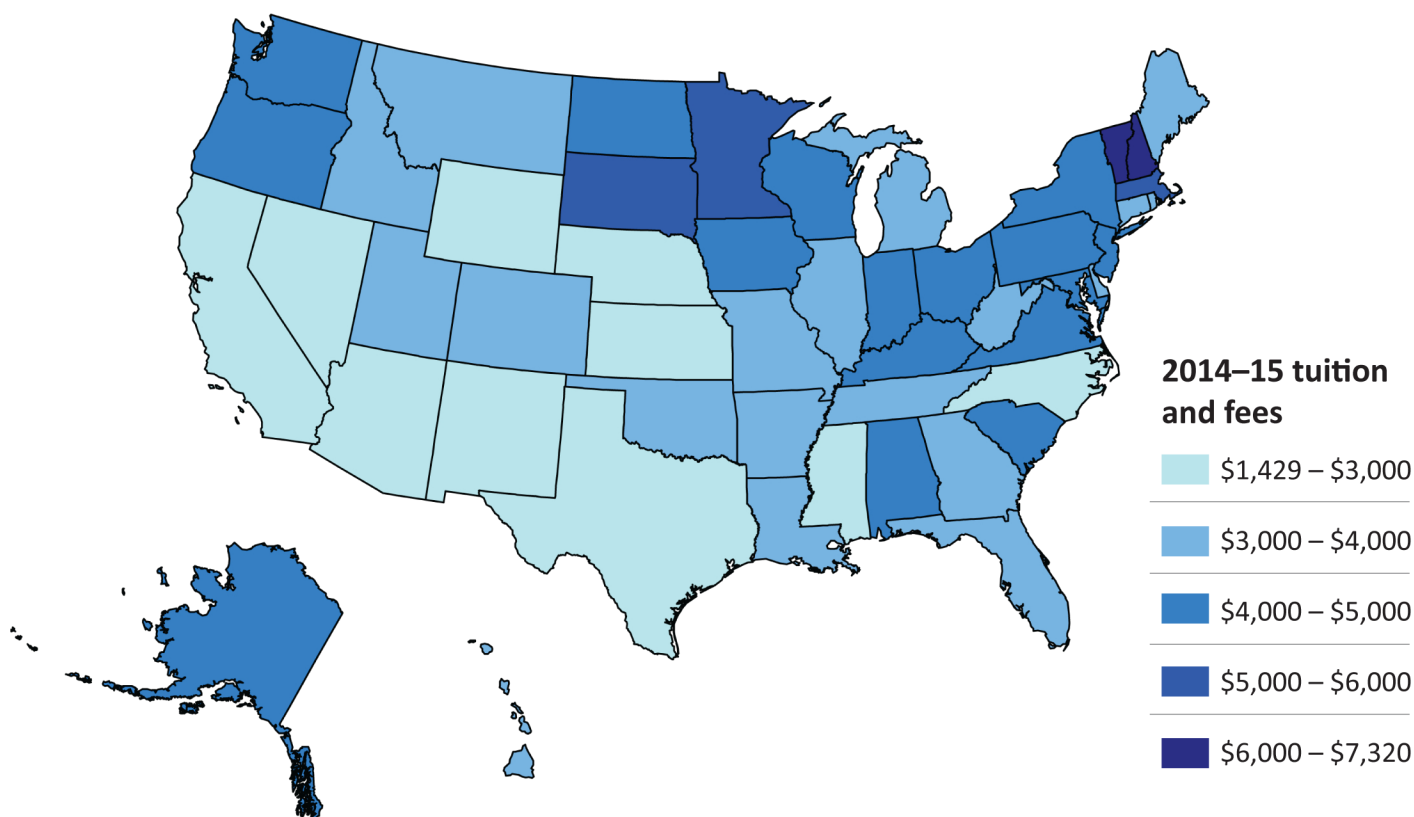 2014–15 tuition
and fees
$1,429 – $3,000
$3,000 – $4,000
$4,000 – $5,000
$5,000 – $6,000
$6,000 – $7,320